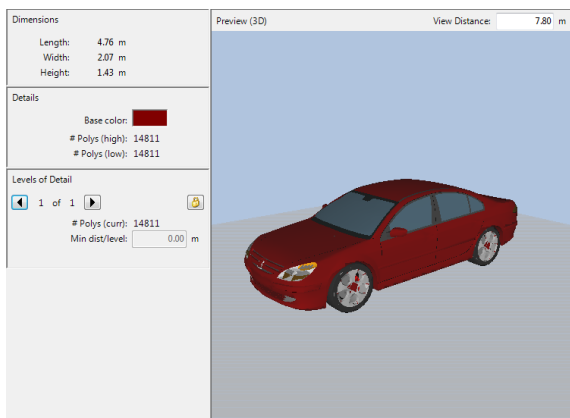 Dimensions
Length: 4.76 m
Width: 2.07 m
Height: 1.43 m
Details
Base color:
# Polys (high): 14811
# Polys (low): 14811
Levels of Detail
1 of 1
# Polys (curr): 14811
Min dist/level: 0.00 m
Preview (3D) View Distance: 7.80 m